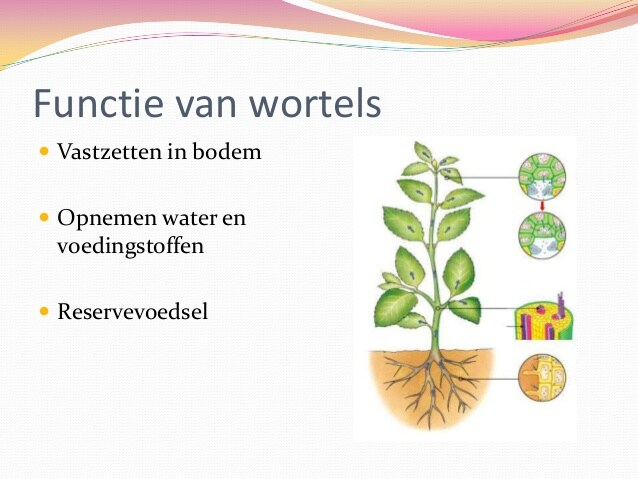 Functie van wortels
Vastzetten in bodem
Opnemen water en
voedingstoffen
Reservevoedsel